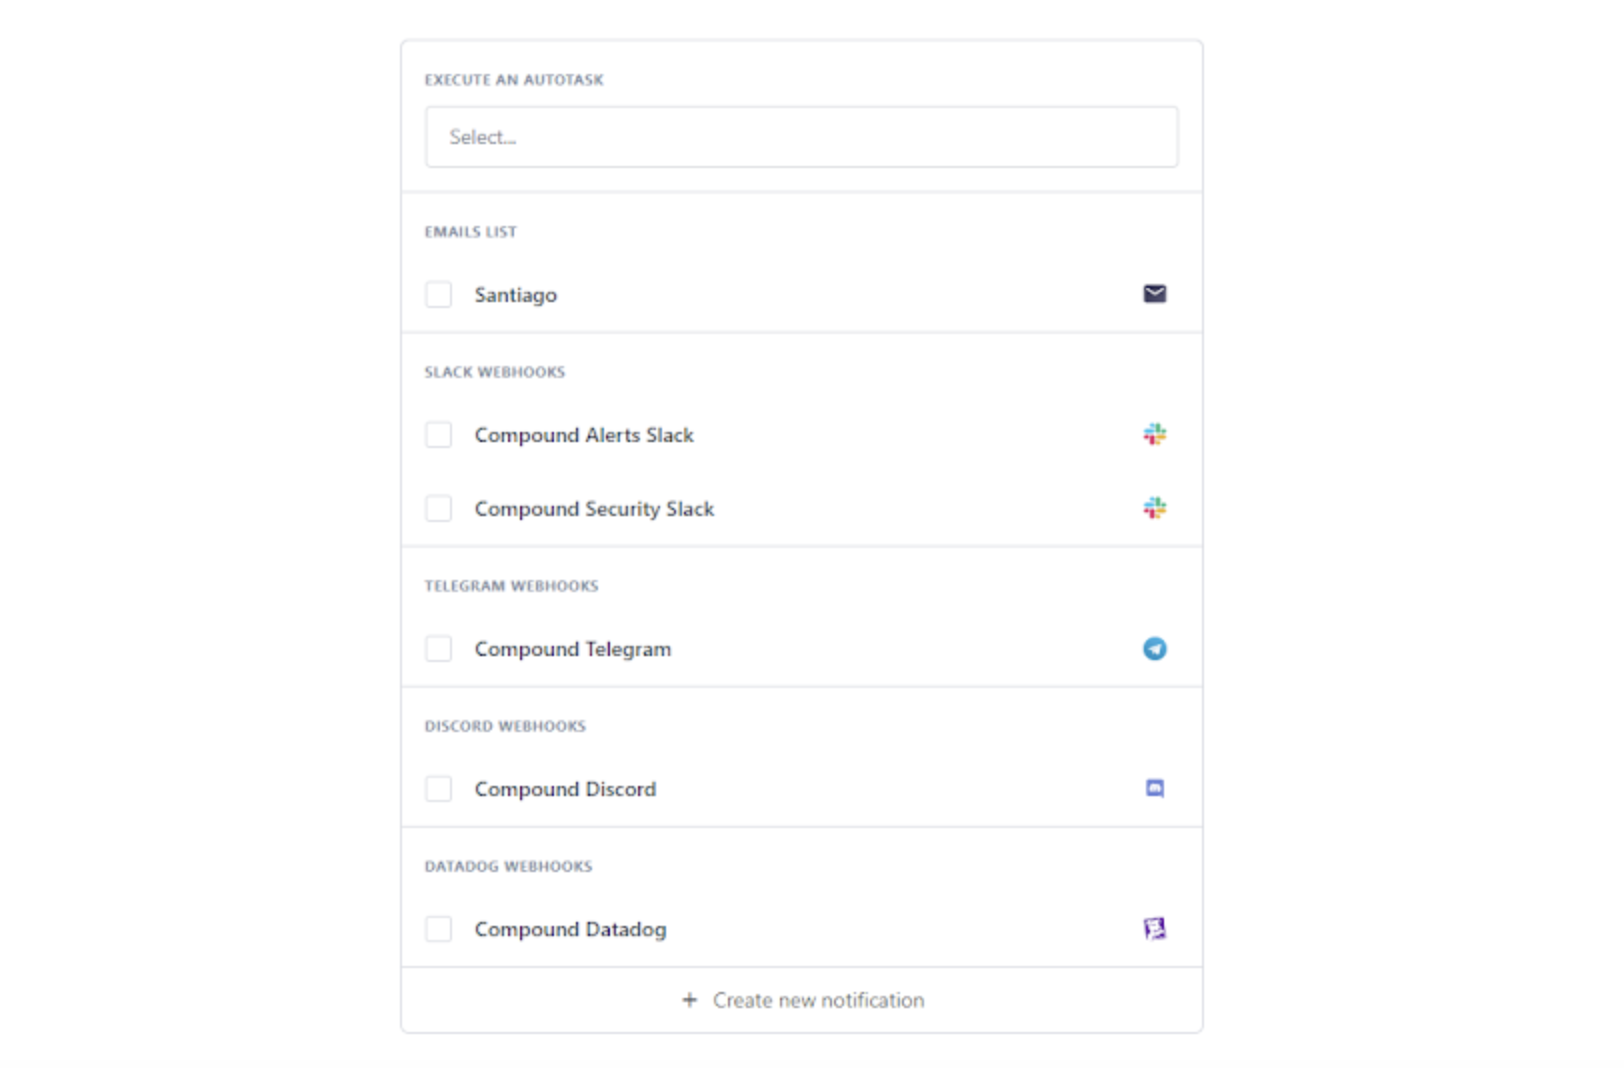 EXECUTE AN AUTOTASK
Select...
EMAILS LIST
Santiago
SLACK WEBHOOKS
Compound Alerts Slack
Compound Security Slack
TELEGRAM WEBHOOKS
Compound Telegram
DISCORD WEBHOOKS
Compound Discord
DATADOG WEBHOOKS
Compound Datadog
+ Create new notification